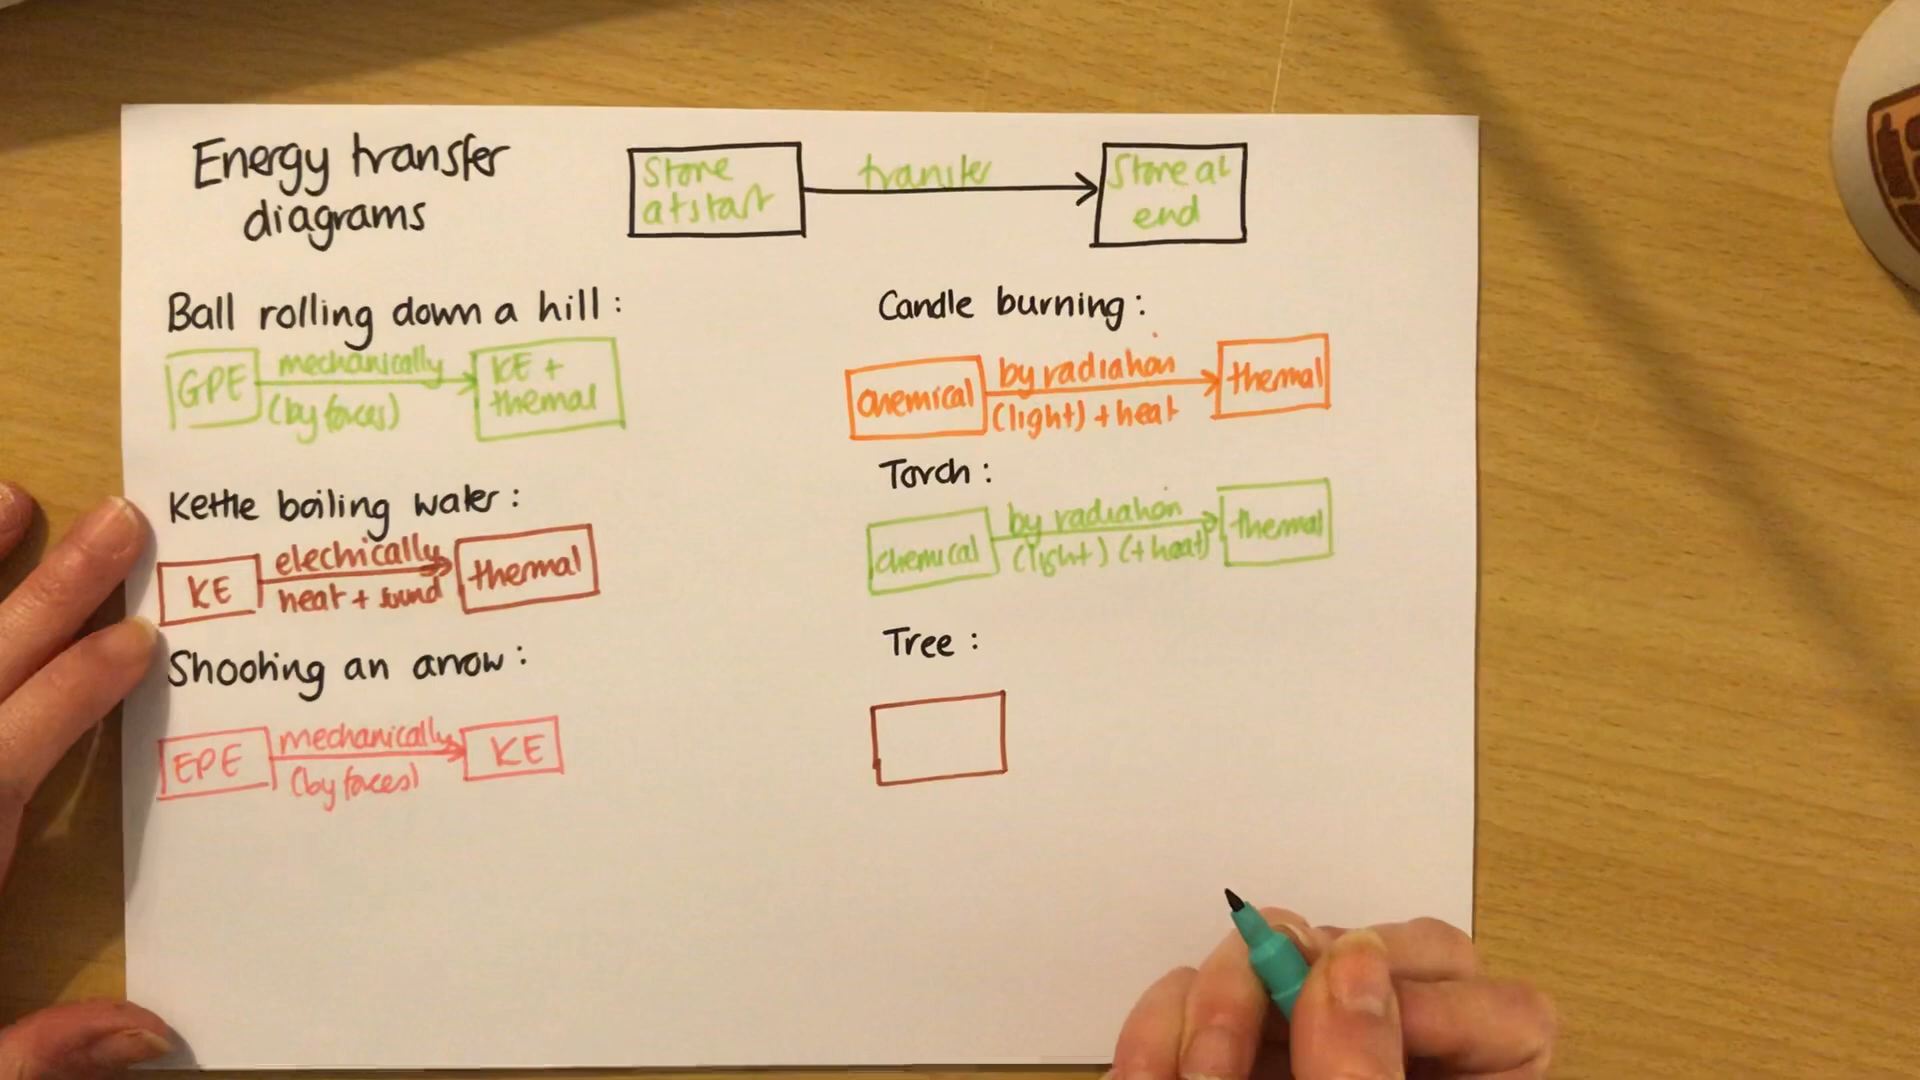 Energy transfer
diagrams
Store
at start
transfer
Store at
end
Ball rolling down a hill :
GPE
mechanically
(by forces)
KE +
thermal
Kettle boiling water :
KE
electrically
heat + sound
thermal
Shooting an arrow :
EPE
mechanically
(by forces)
KE
Candle burning :
chemical
by radiation
(light) + heat
thermal
Torch :
chemical
by radiation
(light) (+ heat)
thermal
Tree :